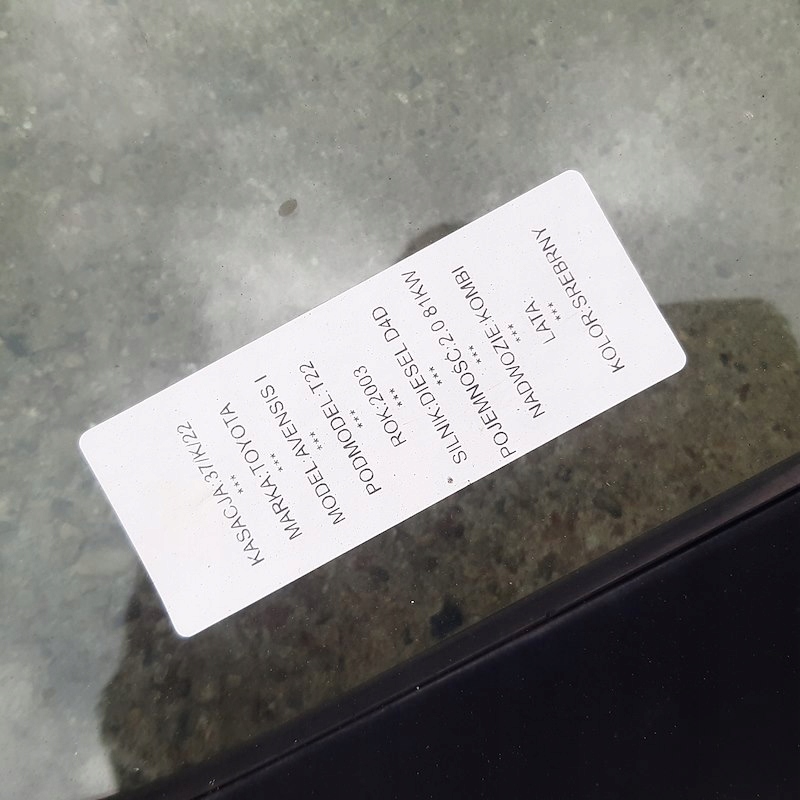 KASACJA:37/K/22
***
MARKA:TOYOTA
***
MODEL:AVENSIS I
***
PODMODEL:T22
***
ROK:2003
***
SILNIK:DIESEL D4D
***
POJEMNOŚĆ:2.0 81KW
***
NADWOZIE:KOMBI
***
LATA:
***
KOLOR:SREBRNY